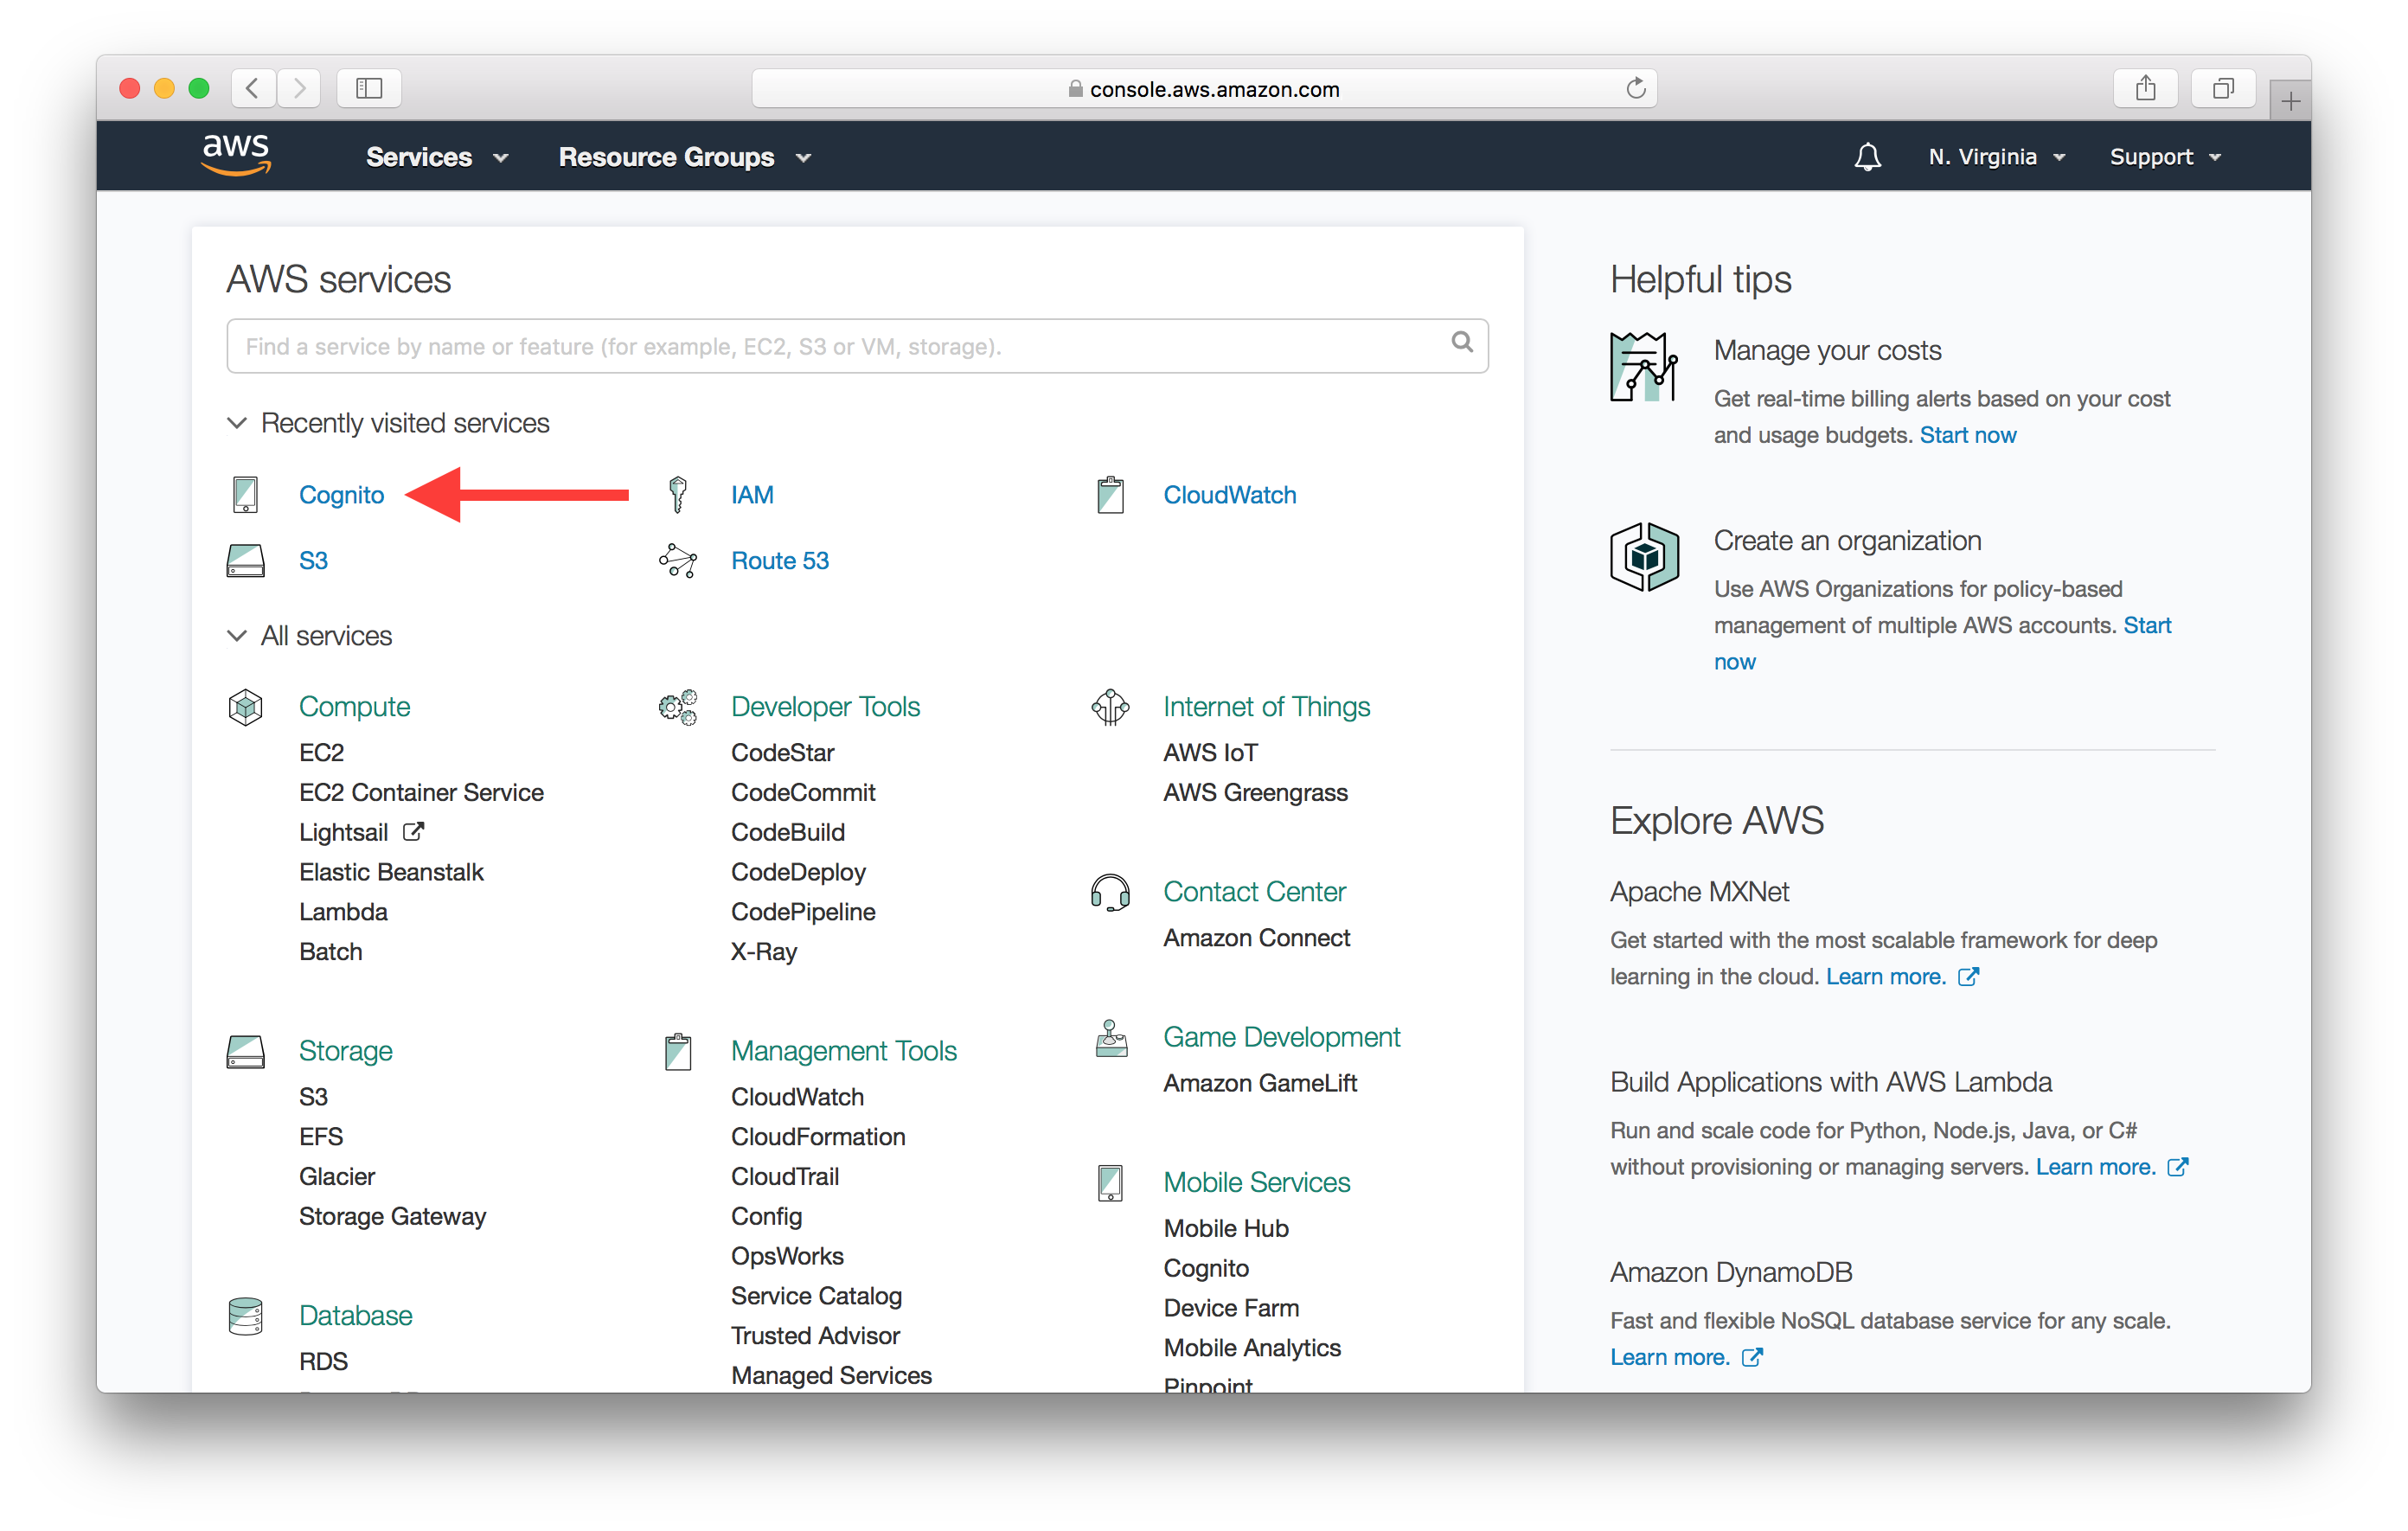 console.aws.amazon.com
aws
Services
Resource Groups
N. Virginia
Support
AWS services
Find a service by name or feature (for example, EC2, S3 or VM, storage).
Recently visited services
Cognito
IAM
CloudWatch
S3
Route 53
All services
Compute
EC2
EC2 Container Service
Lightsail
Elastic Beanstalk
Lambda
Batch
Storage
S3
EFS
Glacier
Storage Gateway
Database
RDS
Developer Tools
CodeStar
CodeCommit
CodeBuild
CodeDeploy
CodePipeline
X-Ray
Management Tools
CloudWatch
CloudFormation
CloudTrail
Config
OpsWorks
Service Catalog
Trusted Advisor
Managed Services
Internet of Things
AWS IoT
AWS Greengrass
Contact Center
Amazon Connect
Game Development
Amazon GameLift
Mobile Services
Mobile Hub
Cognito
Device Farm
Mobile Analytics
Pinpoint
Helpful tips
Manage your costs
Get real-time billing alerts based on your cost
and usage budgets. Start now
Create an organization
Use AWS Organizations for policy-based
management of multiple AWS accounts. Start
now
Explore AWS
Apache MXNet
Get started with the most scalable framework for deep
learning in the cloud. Learn more.
Build Applications with AWS Lambda
Run and scale code for Python, Node.js, Java, or C#
without provisioning or managing servers. Learn more.
Amazon DynamoDB
Fast and flexible NoSQL database service for any scale.
Learn more.